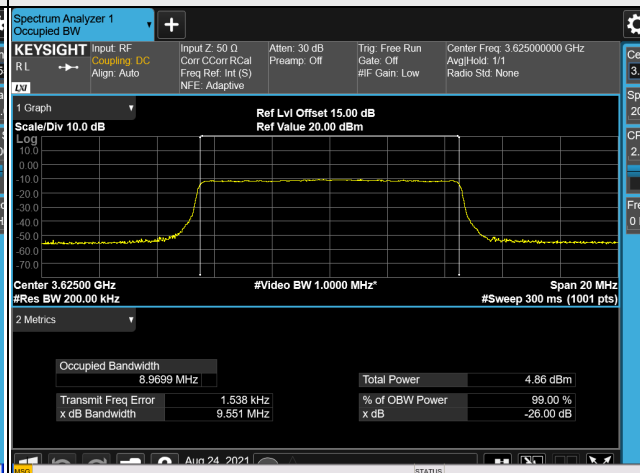 Spectrum Analyzer 1
Occupied BW
+
KEYSIGHT Input: RF Input Z: 50 Ω Atten: 30 dB Trig: Free Run Center Freq: 3.625000000 GHz
RL Coupling: DC Corr CCorr RCal Preamp: Off Gate: Off Avg|Hold: 1/1
Align: Auto Freq Ref: Int (S) #IF Gain: Low Radio Std: None
LXI NFE: Adaptive
1 Graph
Ref Lvl Offset 15.00 dB
Scale/Div 10.0 dB Ref Value 20.00 dBm
Log
10.0
0.00
-10.0
-20.0
-30.0
-40.0
-50.0
-60.0
-70.0
Center 3.62500 GHz #Video BW 1.0000 MHz* Span 20 MHz
#Res BW 200.00 kHz #Sweep 300 ms (1001 pts)
2 Metrics
Occupied Bandwidth
8.9699 MHz Total Power 4.86 dBm
Transmit Freq Error 1.538 kHz % of OBW Power 99.00 %
x dB Bandwidth 9.551 MHz x dB -26.00 dB
Aug 24, 2021
MSG STATUS